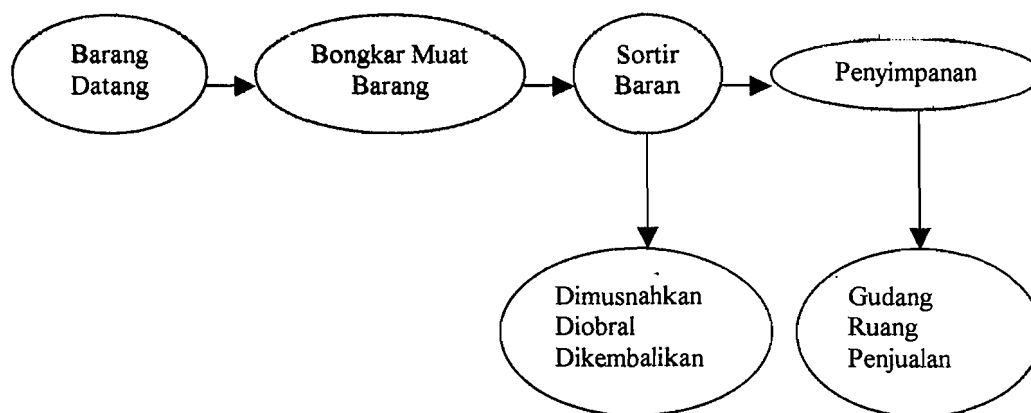 Barang
Datang
Bongkar Muat
Barang
Sortir
Baran
Penyimpanan
Dimusnahkan
Diobral
Dikembalikan
Gudang
Ruang
Penjualan